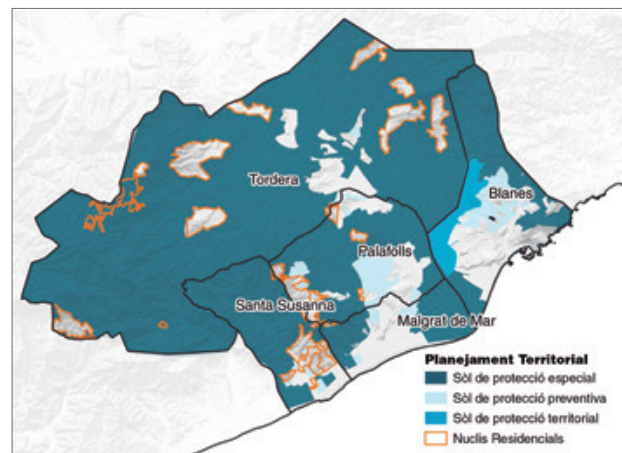 Tordera
Blanes
Palafolls
Santa Susanna
Malgrat de Mar
Planejament Territorial
Sòl de protecció especial
Sòl de protecció preventiva
Sòl de protecció territorial
Nuclis Residencials